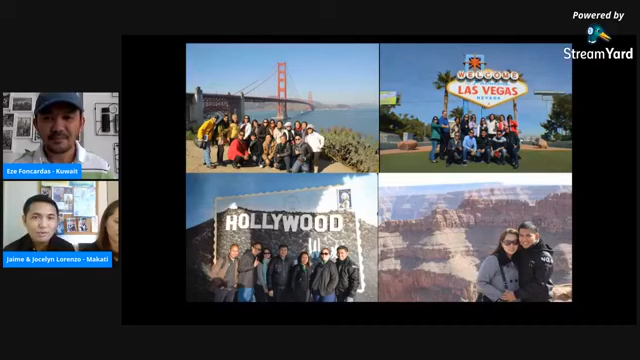 Powered by
StreamYard
WELCOME
TO Fabulous
LAS VEGAS
NEVADA
HOLLYWOOD
Eze Foncardas - Kuwait
Jaime & Jocelyn Lorenzo - Makati